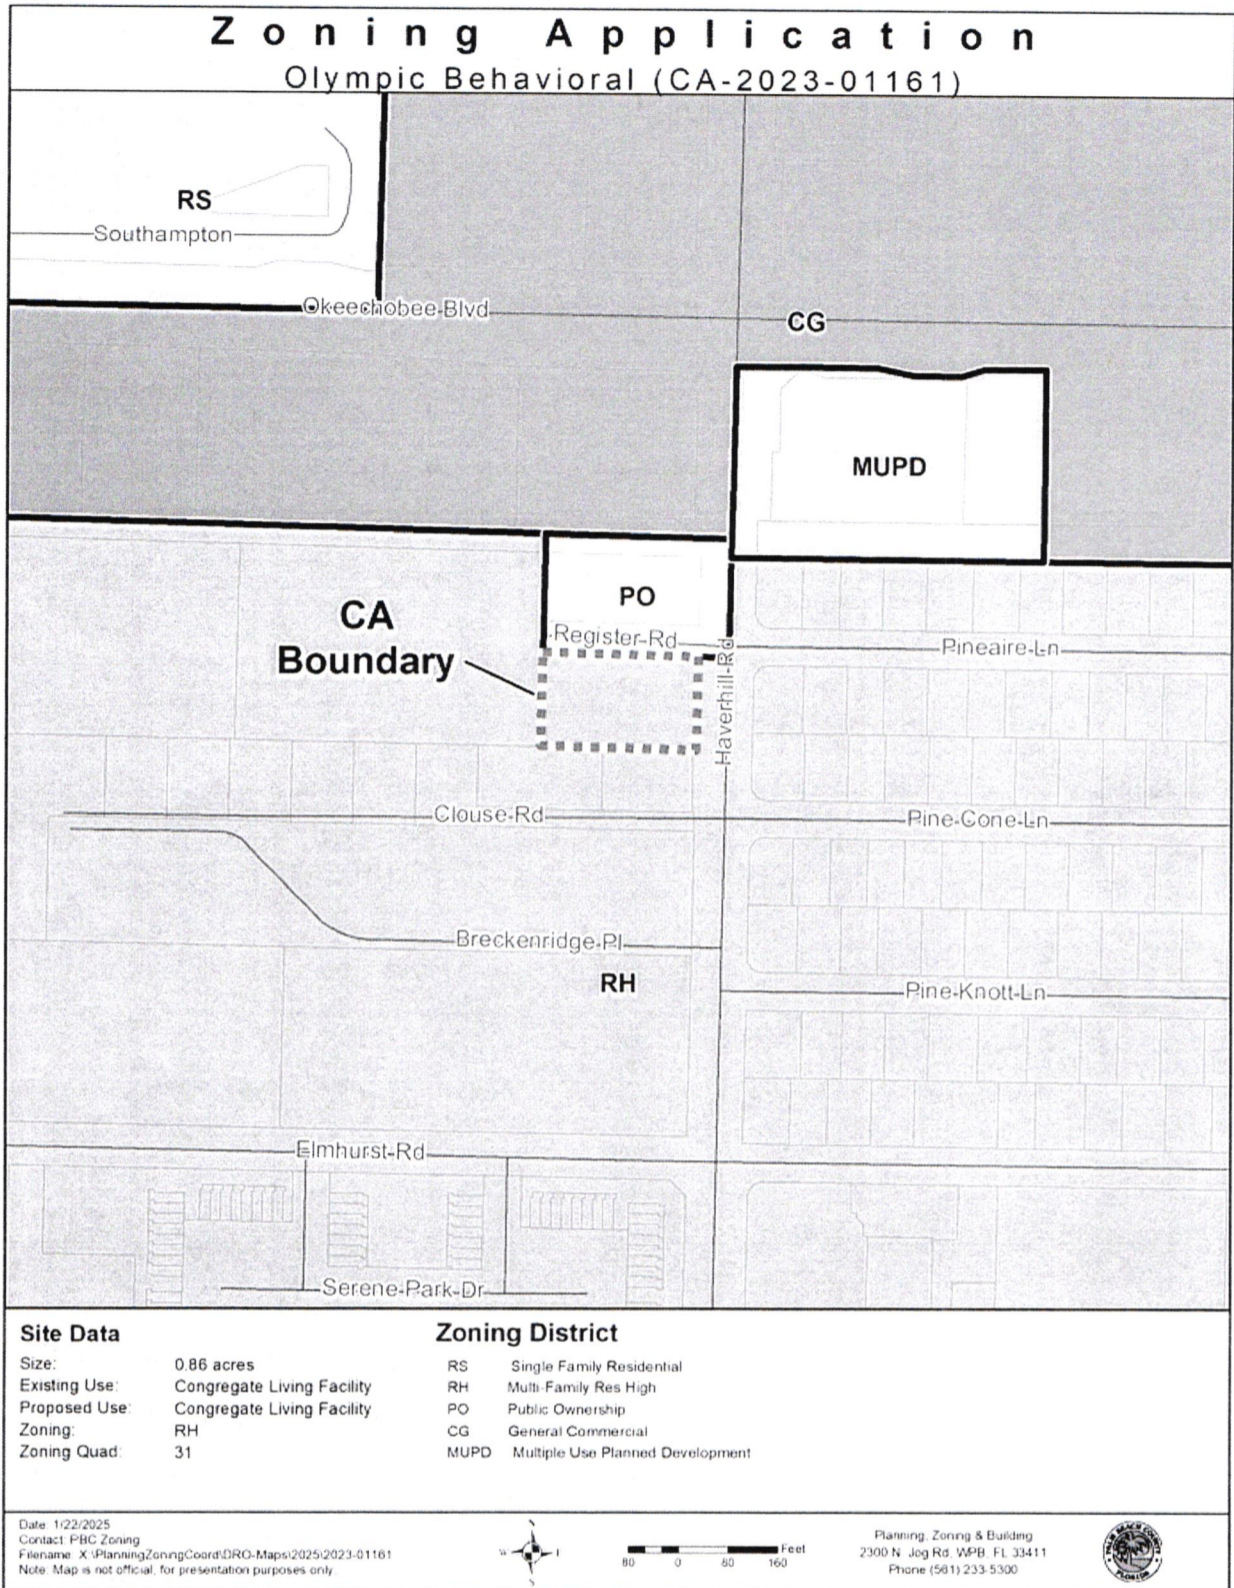 Zoning Application
Olympic Behavioral (CA-2023-01161)
RS
Southampton
Okeechobee Blvd
CG
MUPD
PO
CA
Boundary
Register-Rd
Pineaire-Ln
Haverhill-Rd
Clouse-Rd
Pine-Cone-Ln
Breckenridge-Pl
RH
Pine-Knott-Ln
Elmhurst-Rd
Serene-Park-Dr
Site Data
Size: 0.86 acres
Existing Use: Congregate Living Facility
Proposed Use: Congregate Living Facility
Zoning: RH
Zoning Quad: 31
Zoning District
RS Single Family Residential
RH Multi-Family Res High
PO Public Ownership
CG General Commercial
MUPD Multiple Use Planned Development
Date: 1/22/2025
Contact: PBC Zoning
Filename: X:\PlanningZoningCoord\DRO-Maps\2025\2023-01161
Note: Map is not official, for presentation purposes only.
80 0 80 160 Feet
Planning, Zoning & Building
2300 N. Jog Rd, WPB, FL 33411
Phone (561) 233-5300
PALM BEACH COUNTY
FLORIDA